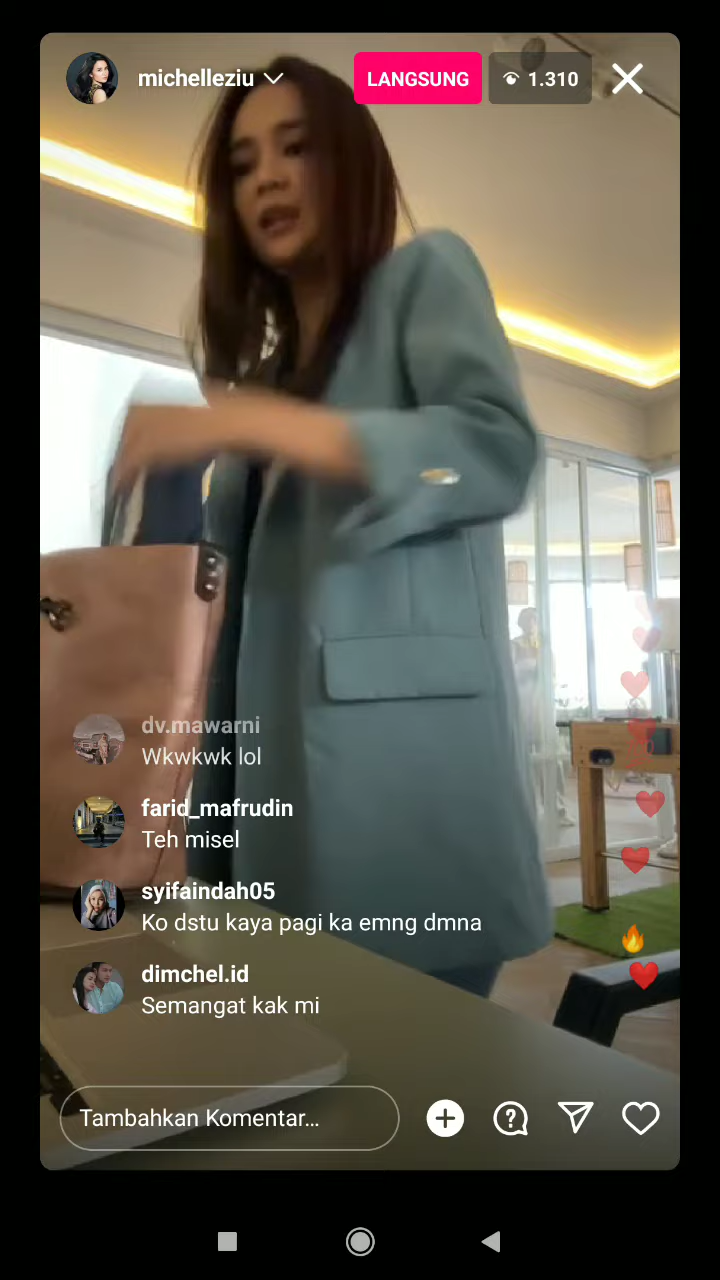 michelleziu
LANGSUNG
1.310
dv.mawarni
Wkwkwk lol
farid_mafrudin
Teh misel
syifaindah05
Ko dstu kaya pagi ka emng dmna
dimchel.id
Semangat kak mi
Tambahkan Komentar...